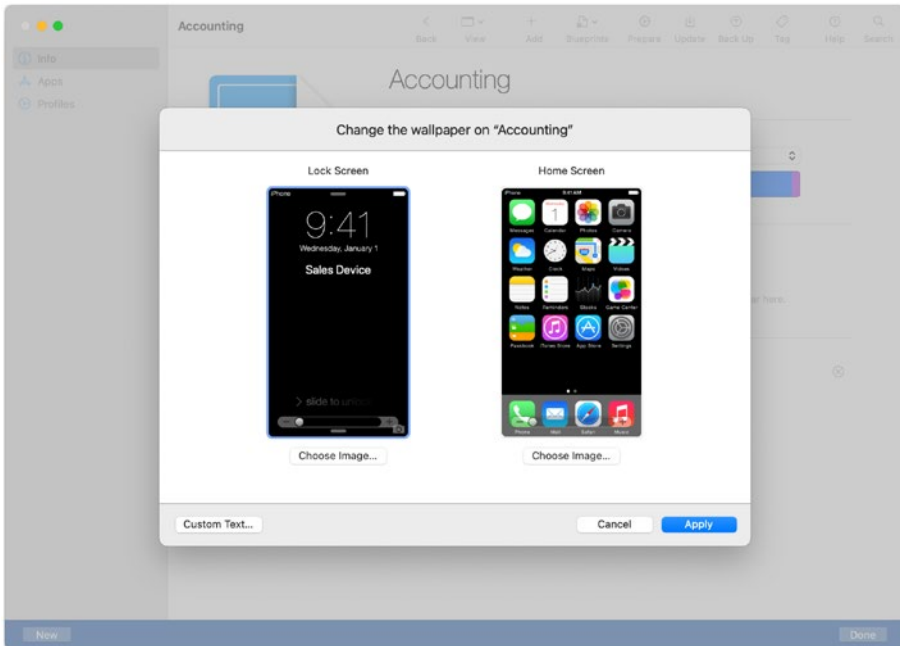 Accounting
Back View Add Blueprints Prepare Update Back Up Tag Help Search
Info
Apps
Profiles
Accounting
Change the wallpaper on “Accounting”
Lock Screen
Home Screen
iPhone
9:41
Wednesday, January 1
Sales Device
> slide to unlock
Choose Image...
iPhone 9:41 AM
1
Messages Calendar Photos Camera
Weather Clock Maps Videos
Notes Reminders Stocks Game Center
Passbook iTunes Store App Store Settings
Phone Mail Safari Music
Choose Image...
here.
Custom Text...
Cancel
Apply
New
Done